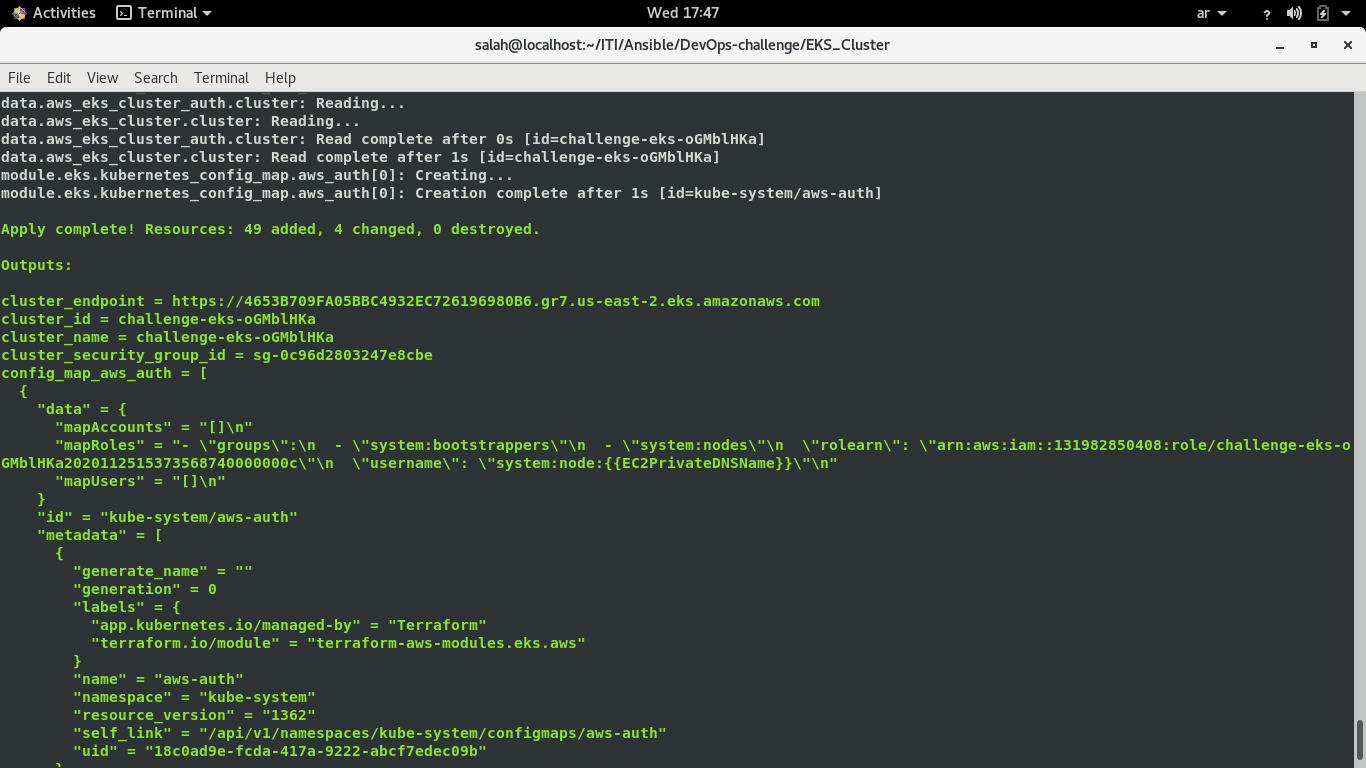 Activities Terminal Wed 17:47 ar
salah@localhost:~/ITI/Ansible/DevOps-challenge/EKS_Cluster
File Edit View Search Terminal Help
data.aws_eks_cluster_auth.cluster: Reading...
data.aws_eks_cluster.cluster: Reading...
data.aws_eks_cluster_auth.cluster: Read complete after 0s [id=challenge-eks-oGMblHKa]
data.aws_eks_cluster.cluster: Read complete after 1s [id=challenge-eks-oGMblHKa]
module.eks.kubernetes_config_map.aws_auth[0]: Creating...
module.eks.kubernetes_config_map.aws_auth[0]: Creation complete after 1s [id=kube-system/aws-auth]
Apply complete! Resources: 49 added, 4 changed, 0 destroyed.
Outputs:
cluster_endpoint = https://4653B709FA05BBC4932EC726196980B6.gr7.us-east-2.eks.amazonaws.com
cluster_id = challenge-eks-oGMblHKa
cluster_name = challenge-eks-oGMblHKa
cluster_security_group_id = sg-0c96d2803247e8cbe
config_map_aws_auth = [
  {
    "data" = {
      "mapAccounts" = "[]\n"
      "mapRoles" = "- \"groups\":\n  - \"system:bootstrappers\"\n  - \"system:nodes\"\n  \"rolearn\": \"arn:aws:iam::131982850408:role/challenge-eks-o
GMblHKa2020112515373568740000000c\"\n  \"username\": \"system:node:{{EC2PrivateDNSName}}\"\n"
      "mapUsers" = "[]\n"
    }
    "id" = "kube-system/aws-auth"
    "metadata" = [
      {
        "generate_name" = ""
        "generation" = 0
        "labels" = {
          "app.kubernetes.io/managed-by" = "Terraform"
          "terraform.io/module" = "terraform-aws-modules.eks.aws"
        }
        "name" = "aws-auth"
        "namespace" = "kube-system"
        "resource_version" = "1362"
        "self_link" = "/api/v1/namespaces/kube-system/configmaps/aws-auth"
        "uid" = "18c0ad9e-fcda-417a-9222-abcf7edec09b"